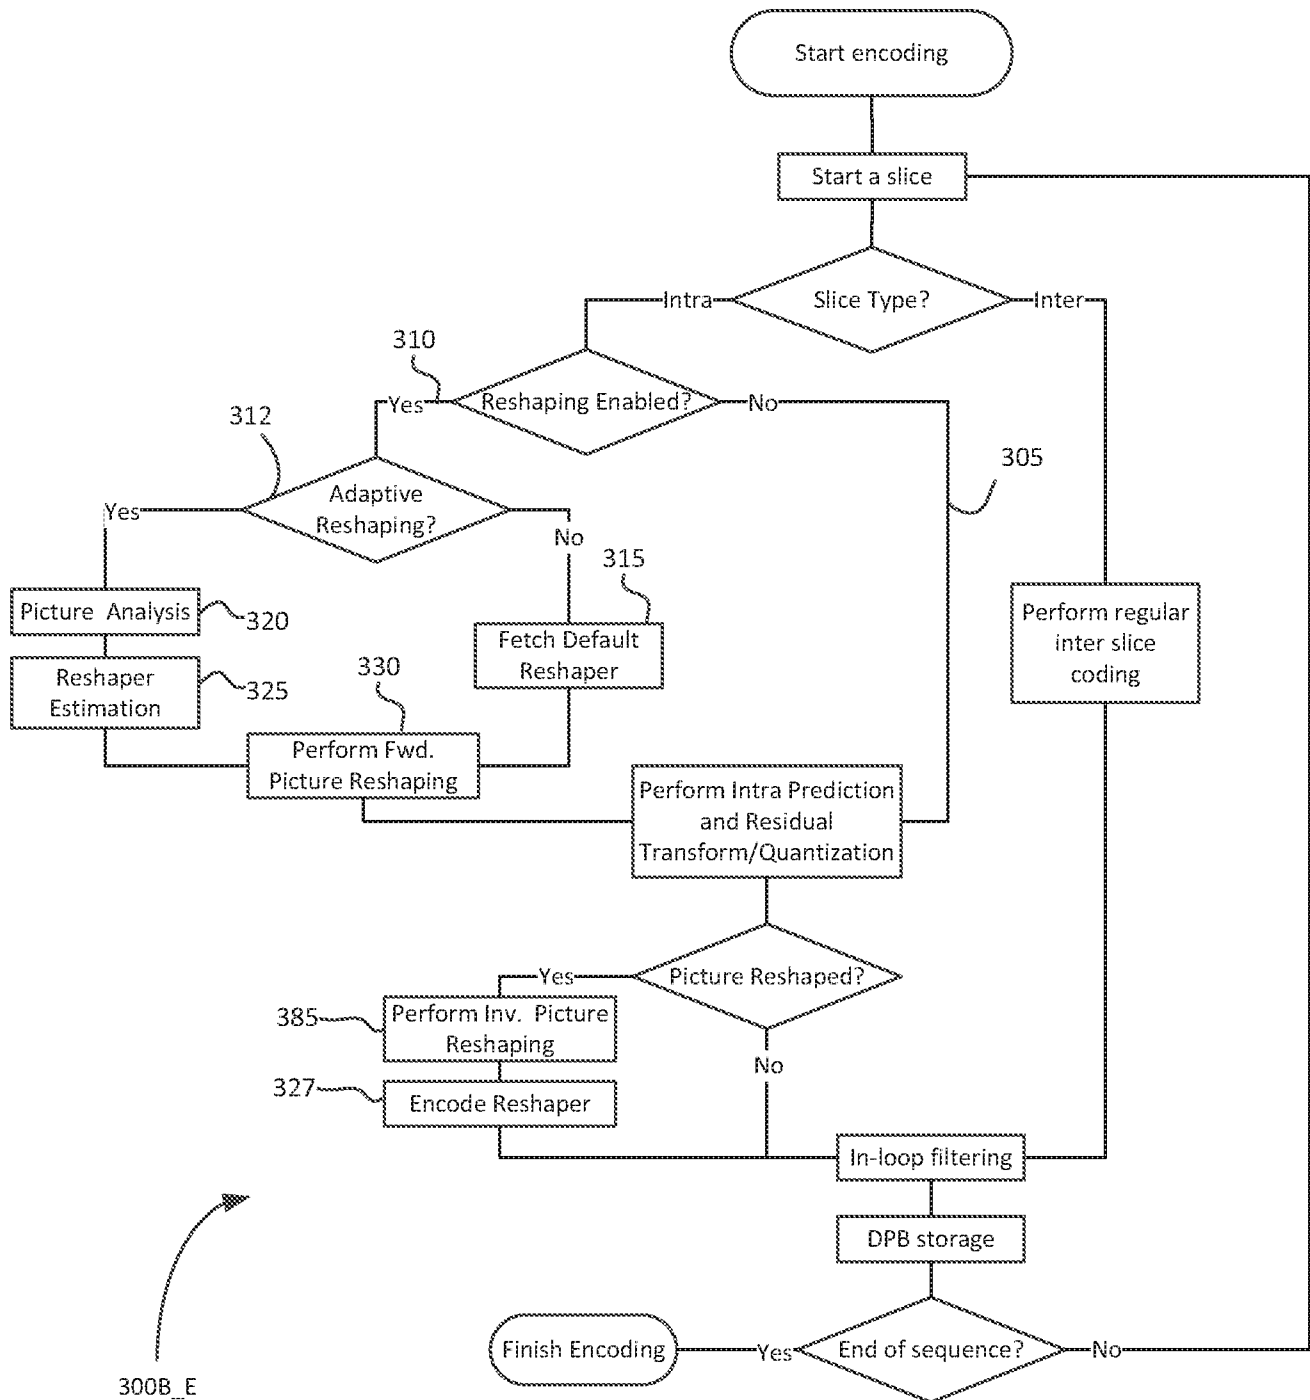 Start encoding
Start a slice
Intra
Slice Type?
Inter
310
Yes
Reshaping Enabled?
No
312
305
Yes
Adaptive
Reshaping?
No
315
Picture Analysis
320
Fetch Default
Reshaper
Perform regular
inter slice
coding
Reshaper
Estimation
325
330
Perform Fwd.
Picture Reshaping
Perform Intra Prediction
and Residual
Transform/Quantization
Yes
Picture Reshaped?
385
Perform Inv. Picture
Reshaping
No
327
Encode Reshaper
In-loop filtering
DPB storage
Finish Encoding
Yes
End of sequence?
No
300B_E